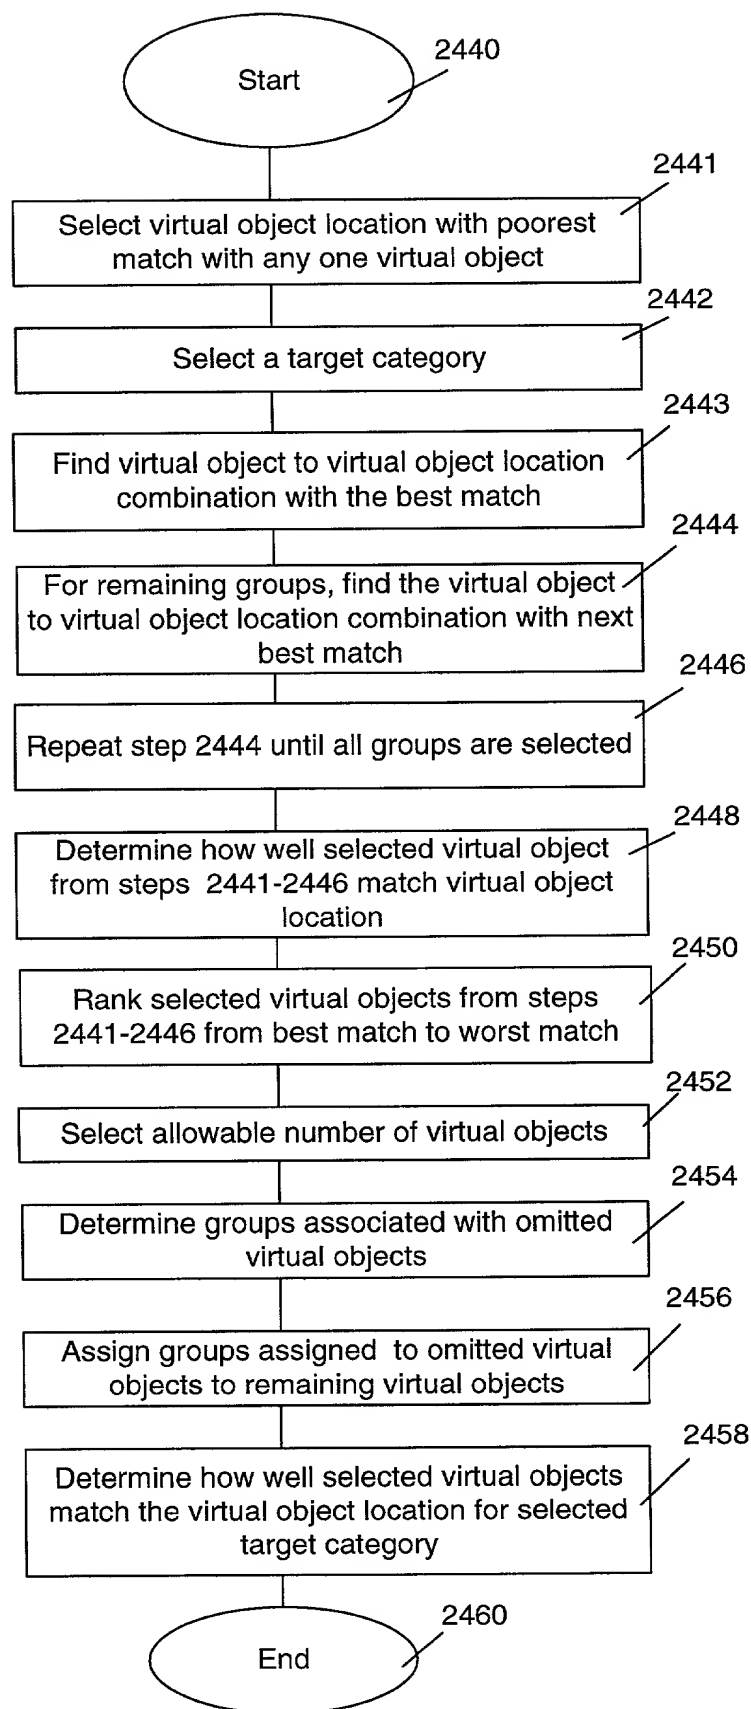 Start
2440
2441
Select virtual object location with poorest
match with any one virtual object
2442
Select a target category
2443
Find virtual object to virtual object location
combination with the best match
2444
For remaining groups, find the virtual object
to virtual object location combination with next
best match
2446
Repeat step 2444 until all groups are selected
2448
Determine how well selected virtual object
from steps 2441-2446 match virtual object
location
2450
Rank selected virtual objects from steps
2441-2446 from best match to worst match
2452
Select allowable number of virtual objects
2454
Determine groups associated with omitted
virtual objects
2456
Assign groups assigned to omitted virtual
objects to remaining virtual objects
2458
Determine how well selected virtual objects
match the virtual object location for selected
target category
2460
End